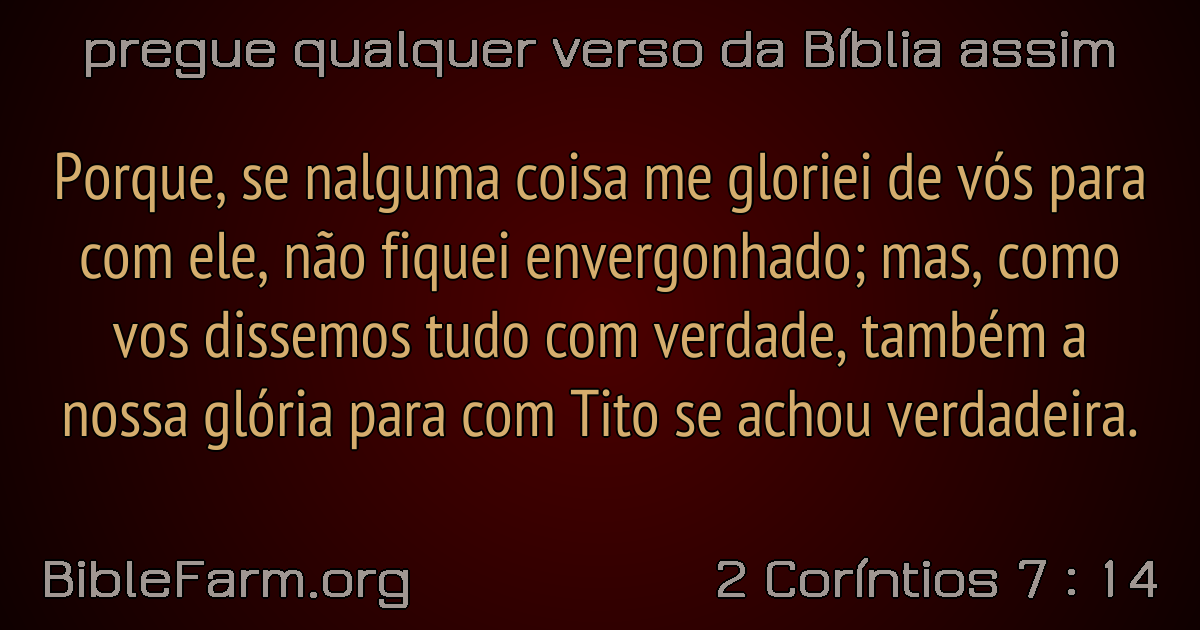 pregue qualquer verso da Bíblia assim
Porque, se nalguma coisa me gloriei de vós para
com ele, não fiquei envergonhado; mas, como
vos dissemos tudo com verdade, também a
nossa glória para com Tito se achou verdadeira.
BibleFarm.org
2 Coríntios 7 : 14